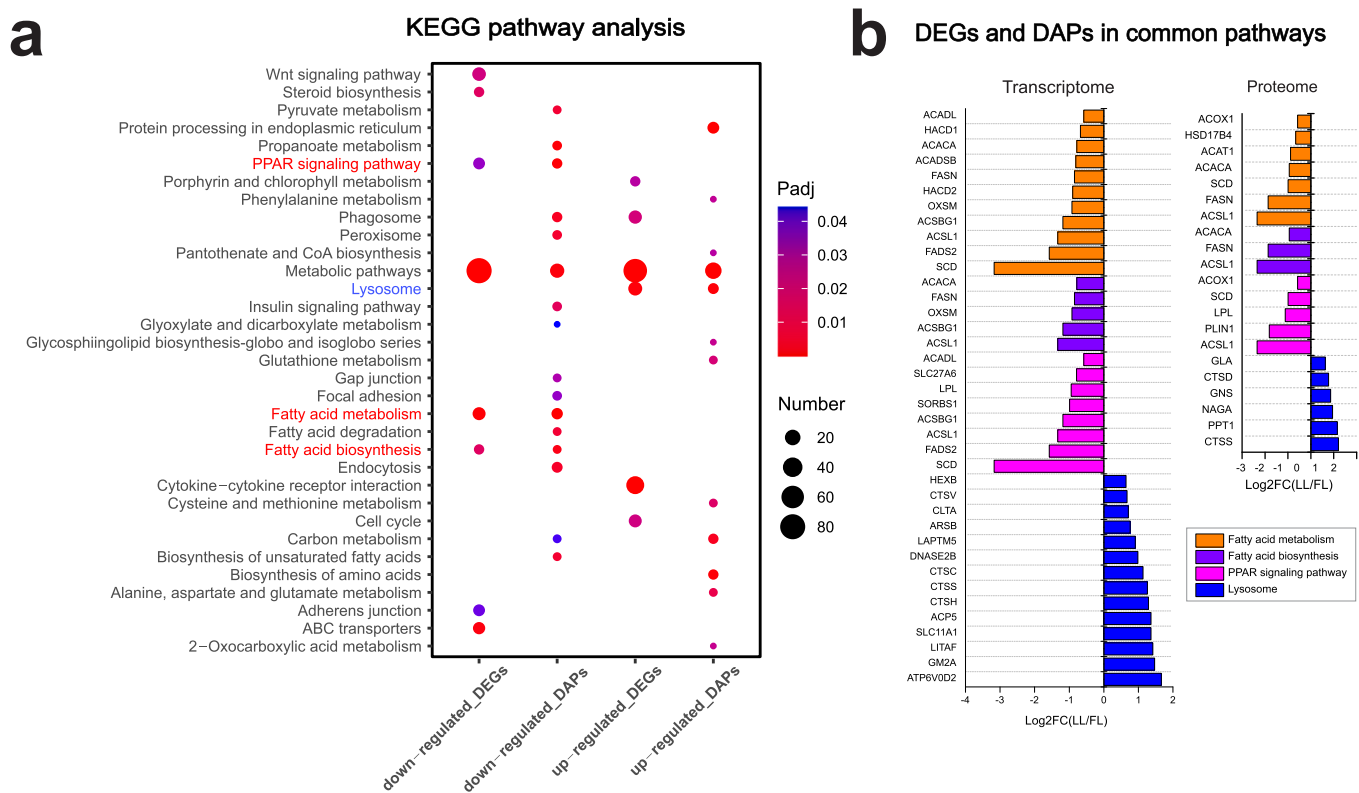 a
KEGG pathway analysis
Wnt signaling pathway
Steroid biosynthesis
Pyruvate metabolism
Protein processing in endoplasmic reticulum
Propanoate metabolism
PPAR signaling pathway
Porphyrin and chlorophyll metabolism
Phenylalanine metabolism
Phagosome
Peroxisome
Pantothenate and CoA biosynthesis
Metabolic pathways
Lysosome
Insulin signaling pathway
Glyoxylate and dicarboxylate metabolism
Glycosphiingolipid biosynthesis-globo and isoglobo series
Glutathione metabolism
Gap junction
Focal adhesion
Fatty acid metabolism
Fatty acid degradation
Fatty acid biosynthesis
Endocytosis
Cytokine−cytokine receptor interaction
Cysteine and methionine metabolism
Cell cycle
Carbon metabolism
Biosynthesis of unsaturated fatty acids
Biosynthesis of amino acids
Alanine, aspartate and glutamate metabolism
Adherens junction
ABC transporters
2−Oxocarboxylic acid metabolism
down−regulated_DEGs
down−regulated_DAPs
up−regulated_DEGs
up−regulated_DAPs
Padj
0.04
0.03
0.02
0.01
Number
20
40
60
80
b
DEGs and DAPs in common pathways
Transcriptome
ACADL
HACD1
ACACA
ACADSB
FASN
HACD2
OXSM
ACSBG1
ACSL1
FADS2
SCD
ACACA
FASN
OXSM
ACSBG1
ACSL1
ACADL
SLC27A6
LPL
SORBS1
ACSBG1
ACSL1
FADS2
SCD
HEXB
CTSV
CLTA
ARSB
LAPTM5
DNASE2B
CTSC
CTSS
CTSH
ACP5
SLC11A1
LITAF
GM2A
ATP6V0D2
-4 -3 -2 -1 0 1 2
Log2FC(LL/FL)
Proteome
ACOX1
HSD17B4
ACAT1
ACACA
SCD
FASN
ACSL1
ACACA
FASN
ACSL1
ACOX1
SCD
LPL
PLIN1
ACSL1
GLA
CTSD
GNS
NAGA
PPT1
CTSS
-3 -2 -1 0 1 2
Log2FC(LL/FL)
Fatty acid metabolism
Fatty acid biosynthesis
PPAR signaling pathway
Lysosome